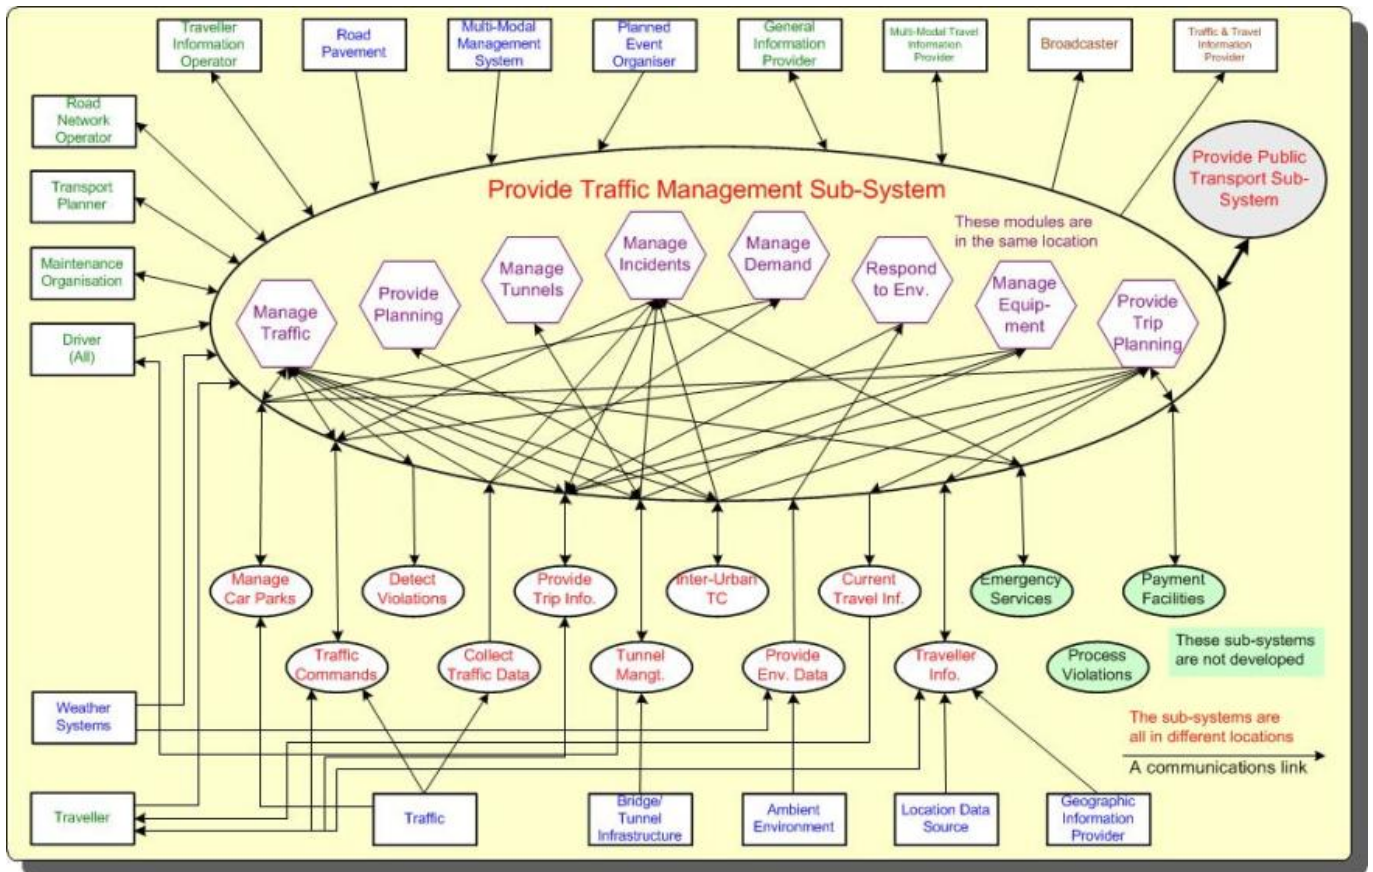 Traveller
Information
Operator
Road
Pavement
Multi-Modal
Management
System
Planned
Event
Organiser
General
Information
Provider
Multi-Modal Travel
Information
Provider
Broadcaster
Traffic & Travel
Information
Provider
Road
Network
Operator
Transport
Planner
Maintenance
Organisation
Driver
(All)
Provide Public
Transport Sub-
System
Provide Traffic Management Sub-System
These modules are
in the same location
Manage
Traffic
Provide
Planning
Manage
Tunnels
Manage
Incidents
Manage
Demand
Respond
to Env.
Manage
Equip-
ment
Provide
Trip
Planning
Manage
Car Parks
Detect
Violations
Provide
Trip Info.
Inter-Urban
TC
Current
Travel Inf.
Emergency
Services
Payment
Facilities
Traffic
Commands
Collect
Traffic Data
Tunnel
Mangt.
Provide
Env. Data
Traveller
Info.
Process
Violations
These sub-systems
are not developed
Weather
Systems
The sub-systems are
all in different locations
A communications link
Traveller
Traffic
Bridge/
Tunnel
Infrastructure
Ambient
Environment
Location Data
Source
Geographic
Information
Provider